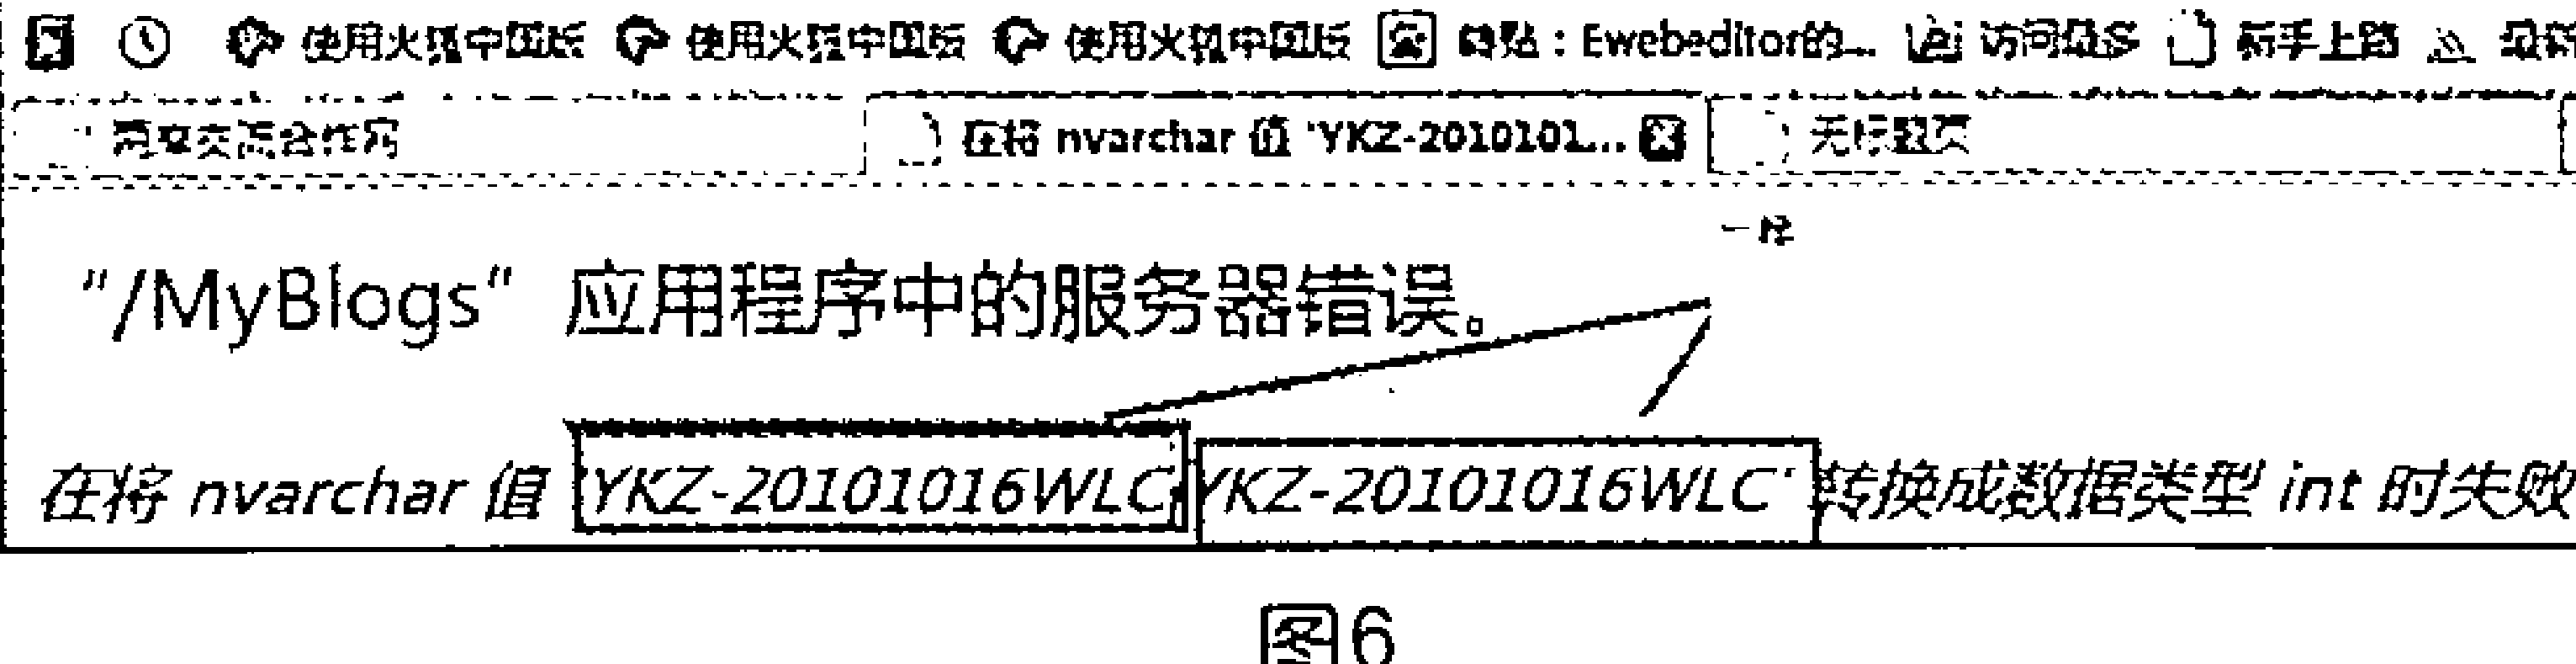 使用火狐中国版 使用火狐中国版 使用火狐中国版 转贴：Ewebeditor的... 访问最多 新手上路
在将 nvarchar 值 'YKZ-2010101... 无标题页
一样
"/MyBlogs" 应用程序中的服务器错误。
在将 nvarchar 值 'YKZ-20101016WLC YKZ-20101016WLC' 转换成数据类型 int 时失败
图6